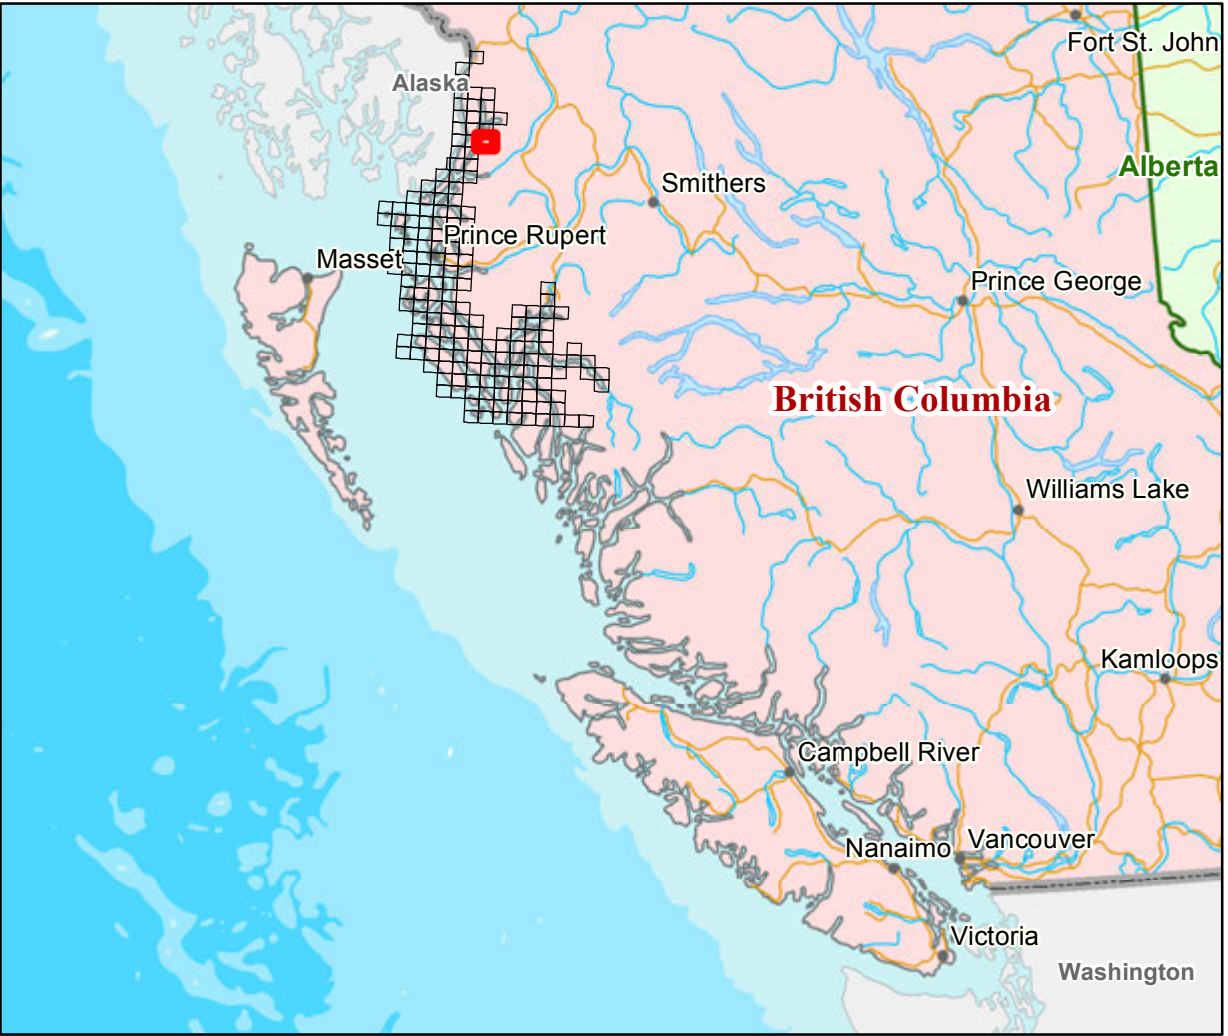 Fort St. John
Alaska
Alberta
Smithers
Prince Rupert
Masset
Prince George
British Columbia
Williams Lake
Kamloops
Campbell River
Vancouver
Nanaimo
Victoria
Washington